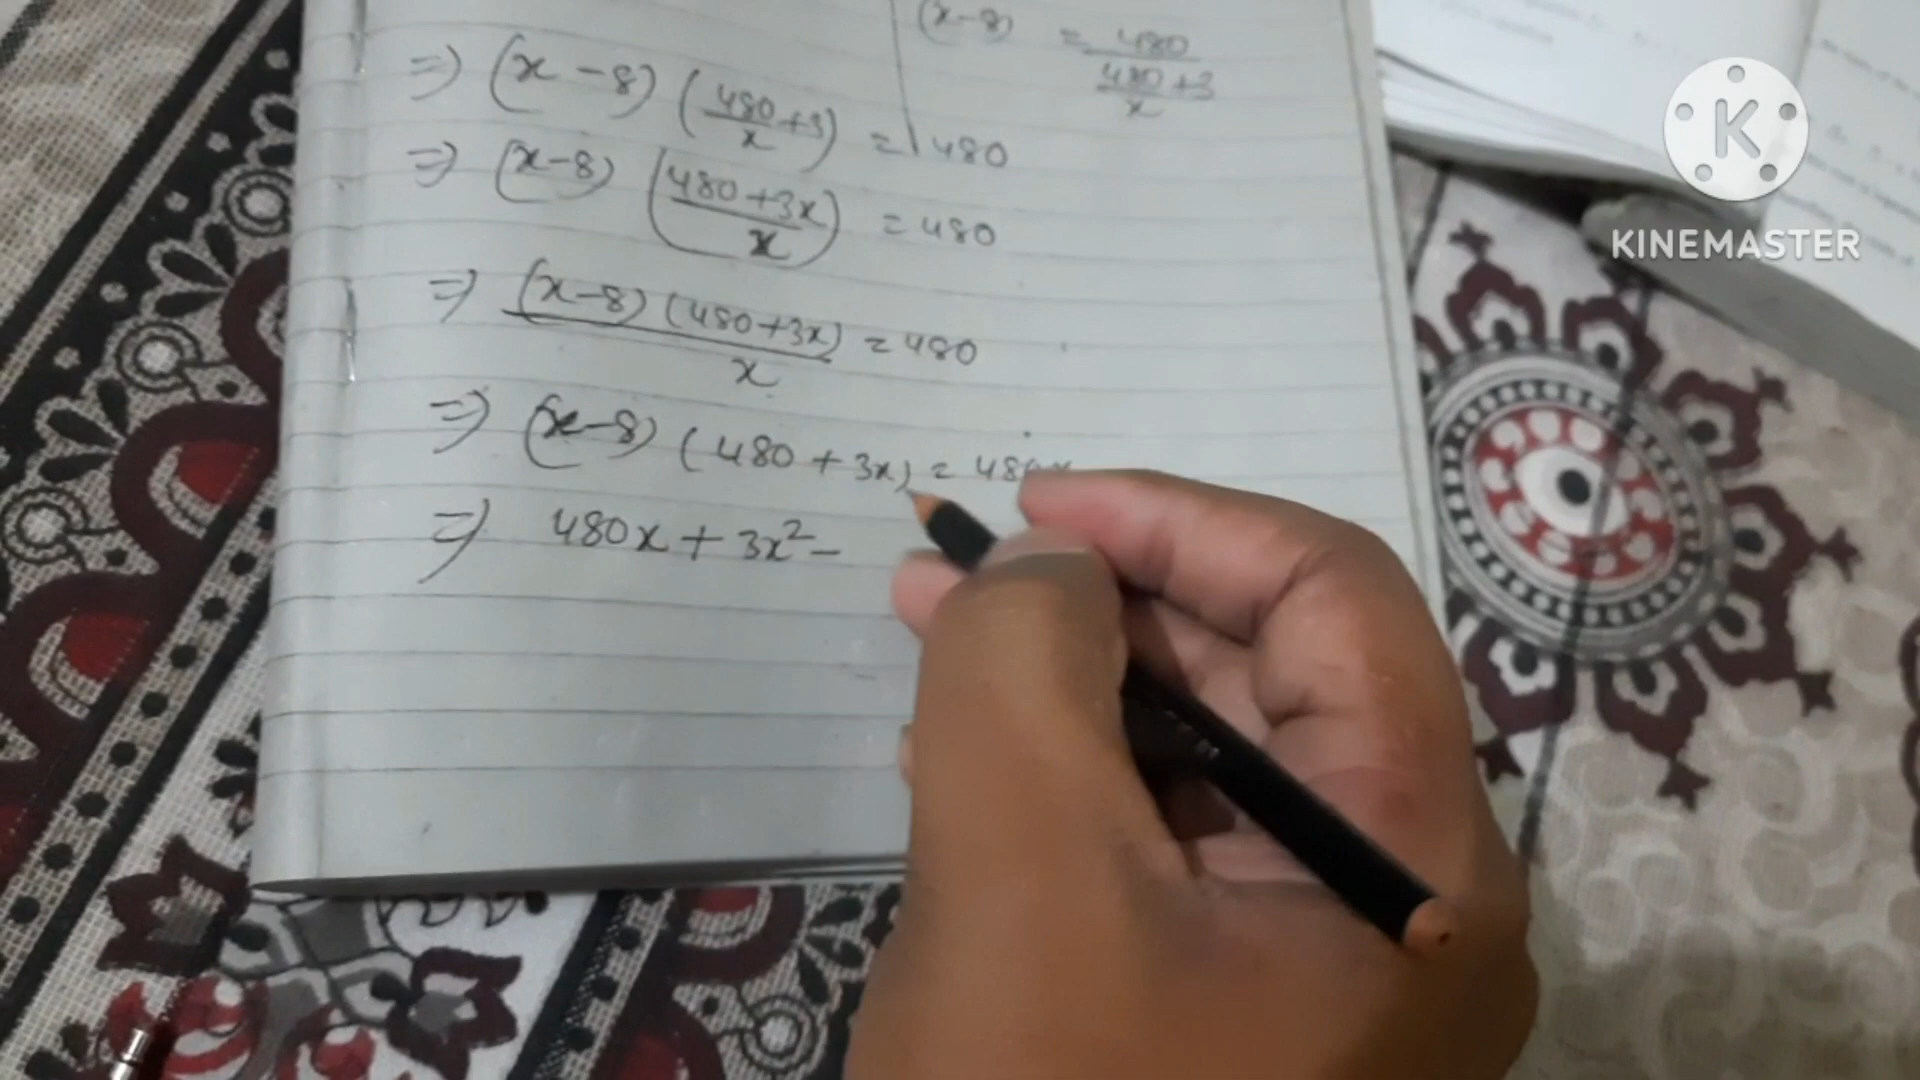 (x-8) = 480
480+3
x
=> (x-8) (480/x +3) = 480
=> (x-8) (480+3x / x) = 480
=> (x-8) (480+3x) / x = 480
=> (x-8) (480+3x) = 480x
=> 480x + 3x² -
K
KINEMASTER